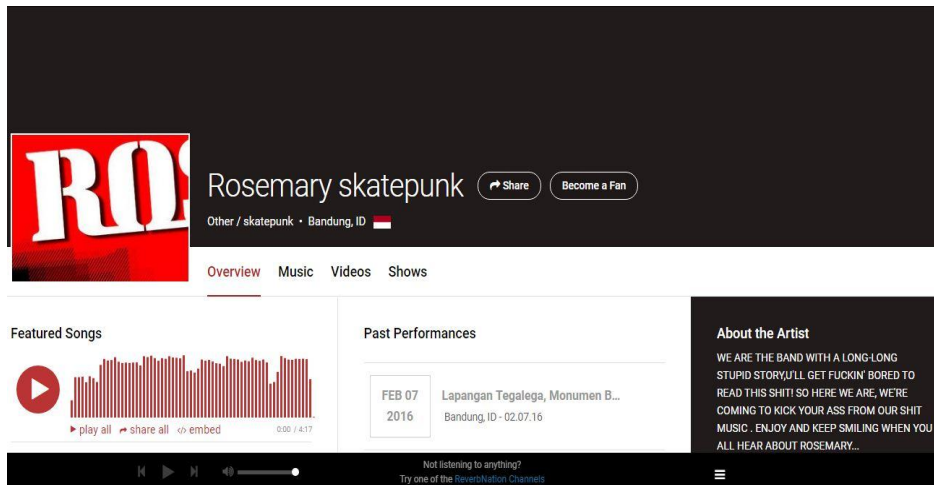 ROS
Rosemary skatepunk
Share
Become a Fan
Other / skatepunk • Bandung, ID
Overview Music Videos Shows
Featured Songs
play all share all </> embed 0:00 / 4:17
Past Performances
FEB 07
2016
Lapangan Tegalega, Monumen B...
Bandung, ID - 02.07.16
About the Artist
WE ARE THE BAND WITH A LONG-LONG
STUPID STORY,U'LL GET FUCKIN' BORED TO
READ THIS SHIT! SO HERE WE ARE, WE'RE
COMING TO KICK YOUR ASS FROM OUR SHIT
MUSIC . ENJOY AND KEEP SMILING WHEN YOU
ALL HEAR ABOUT ROSEMARY...
Not listening to anything?
Try one of the ReverbNation Channels